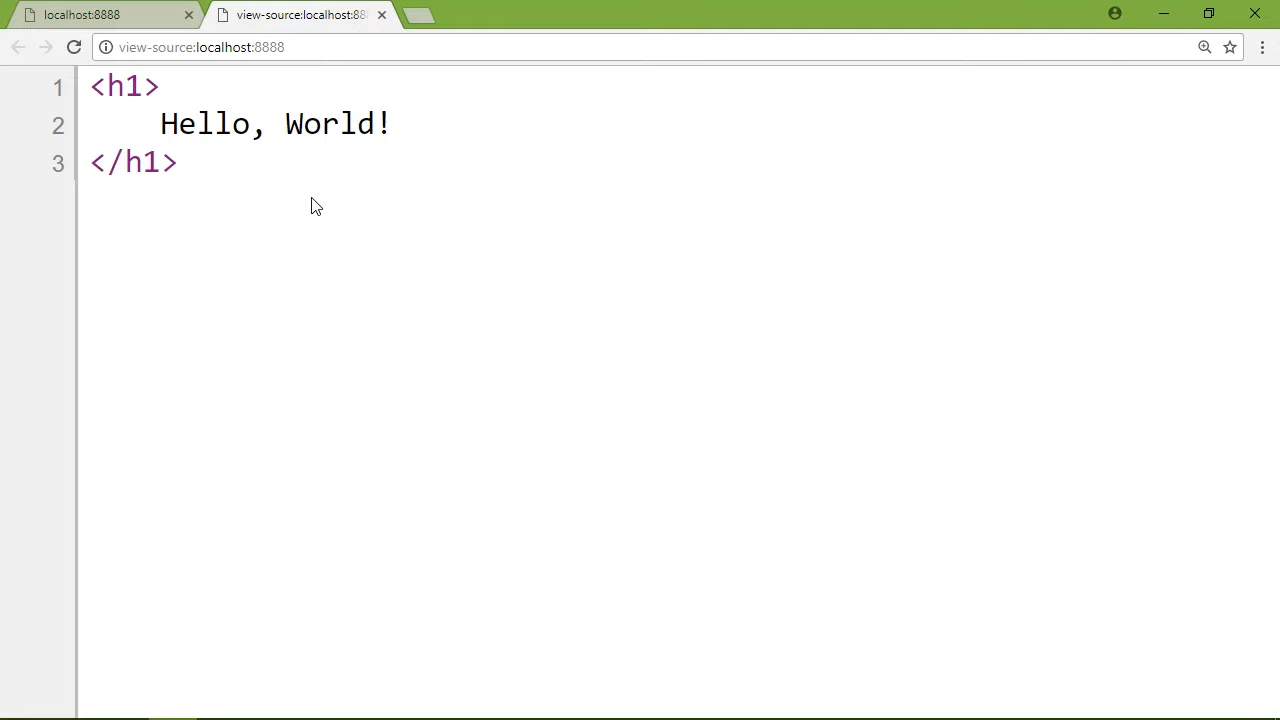 localhost:8888
view-source:localhost:88
view-source:localhost:8888
1 <h1>
2     Hello, World!
3 </h1>